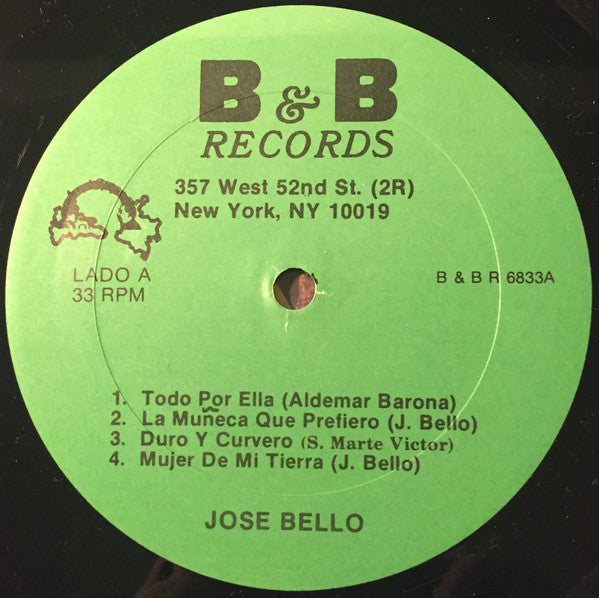 B & B
RECORDS
357 West 52nd St. (2R)
New York, NY 10019
LADO A
33 RPM
B & B R 6833A
1. Todo Por Ella (Aldemar Barona)
2. La Muñeca Que Prefiero (J. Bello)
3. Duro Y Curvero (S. Marte Victor)
4. Mujer De Mi Tierra (J. Bello)
JOSE BELLO